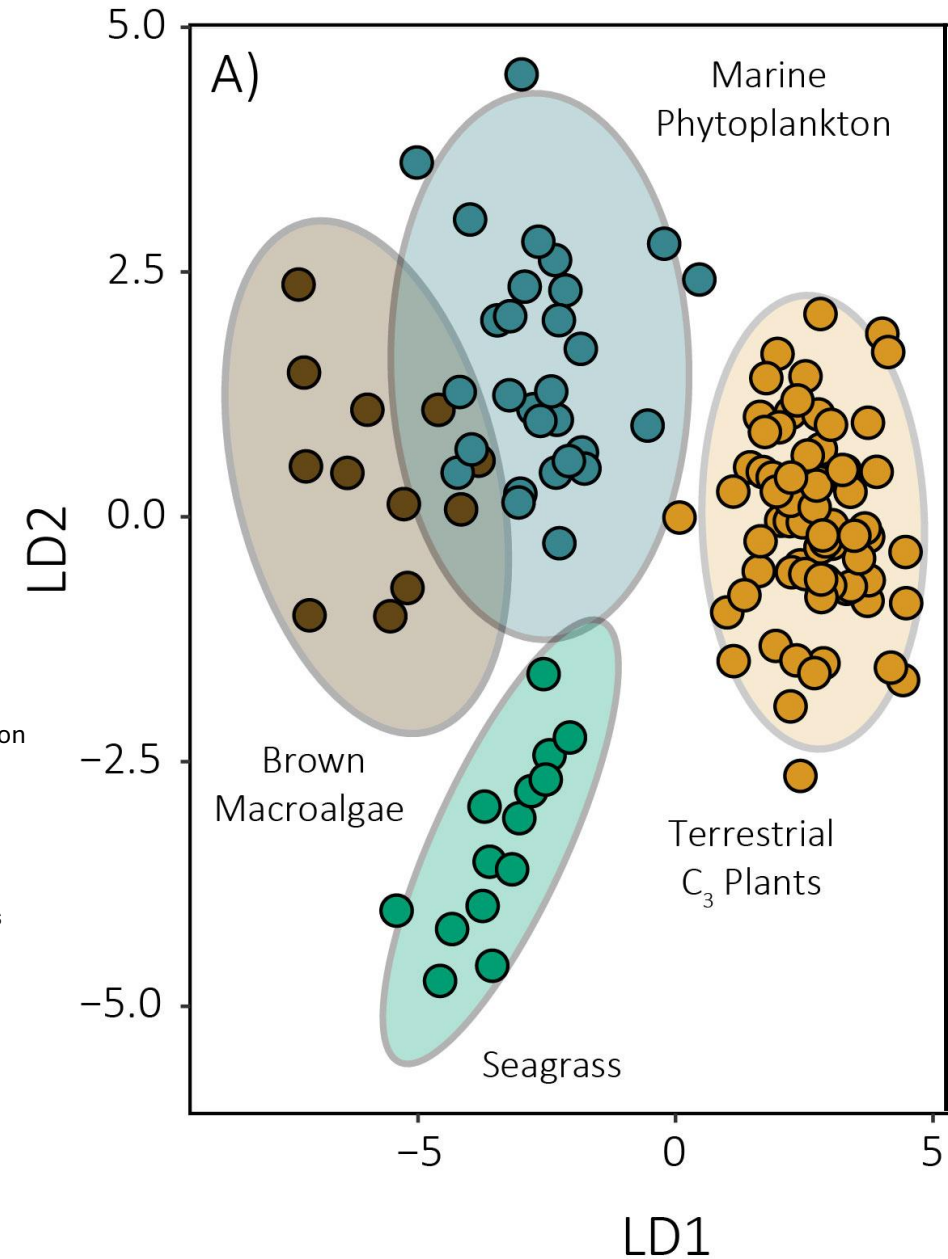 A)
Marine
Phytoplankton
5.0
2.5
0.0
−2.5
−5.0
LD2
on
Brown
Macroalgae
Terrestrial
C₃ Plants
Seagrass
−5
0
5
LD1